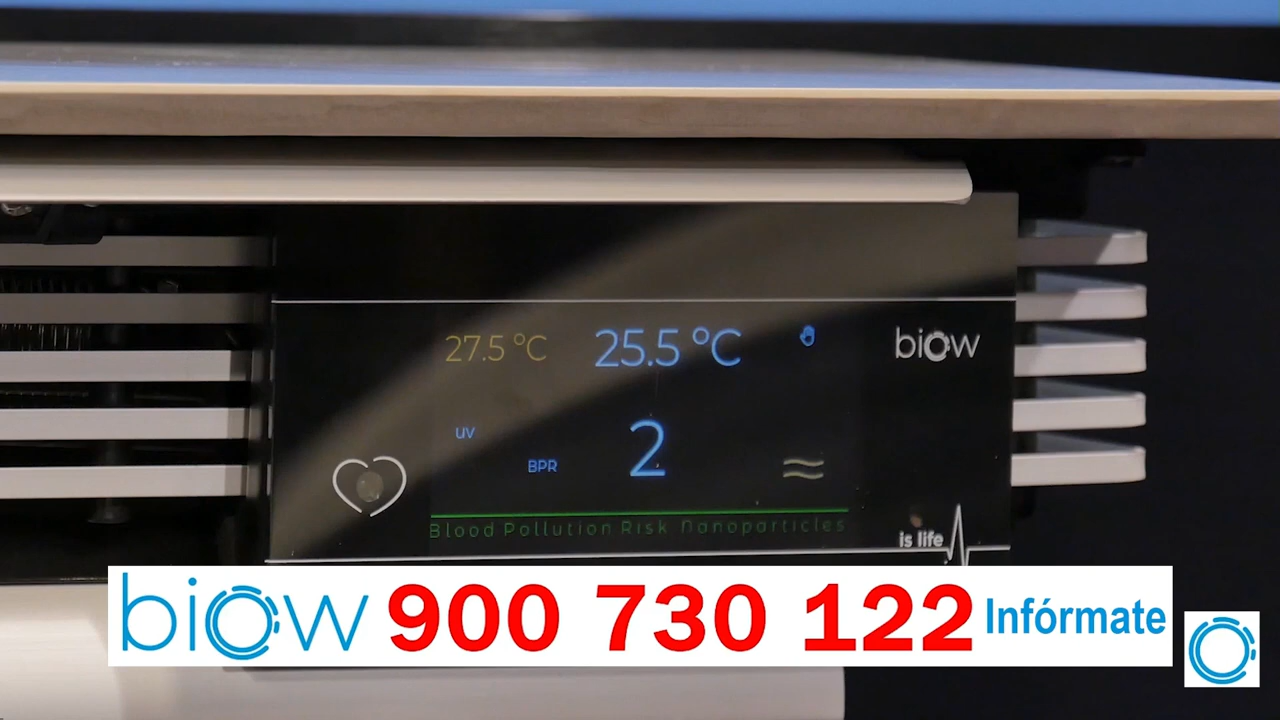 27.5 °C 25.5 °C
biow
UV
2
BPR
Blood Pollution Risk Nanoparticles
is life
biow 900 730 122 Infórmate